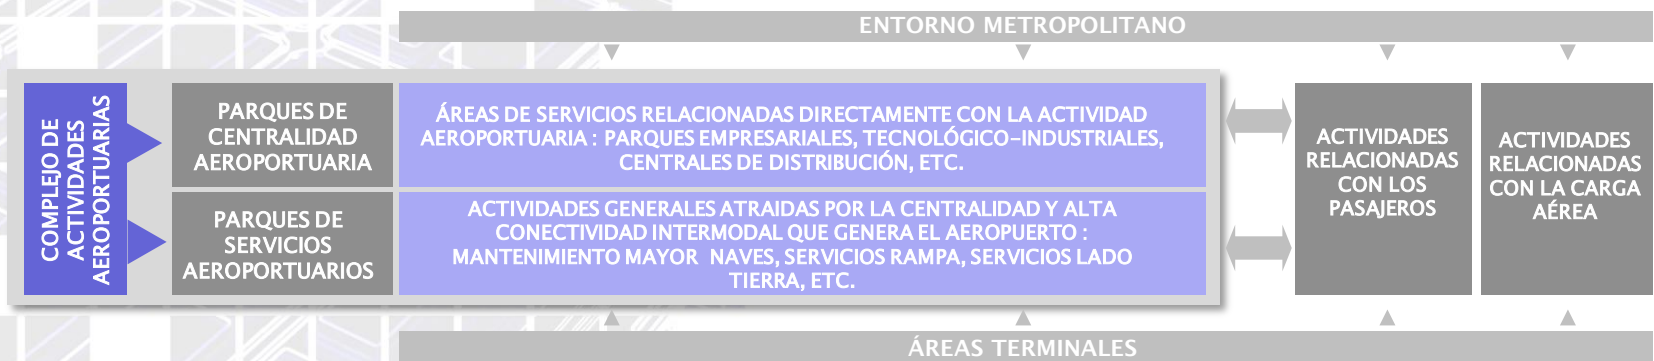 ENTORNO METROPOLITANO
COMPLEJO DE
ACTIVIDADES
AEROPORTUARIAS
PARQUES DE
CENTRALIDAD
AEROPORTUARIA
ÁREAS DE SERVICIOS RELACIONADAS DIRECTAMENTE CON LA ACTIVIDAD
AEROPORTUARIA : PARQUES EMPRESARIALES, TECNOLÓGICO-INDUSTRIALES,
CENTRALES DE DISTRIBUCIÓN, ETC.
PARQUES DE
SERVICIOS
AEROPORTUARIOS
ACTIVIDADES GENERALES ATRAIDAS POR LA CENTRALIDAD Y ALTA
CONECTIVIDAD INTERMODAL QUE GENERA EL AEROPUERTO :
MANTENIMIENTO MAYOR NAVES, SERVICIOS RAMPA, SERVICIOS LADO
TIERRA, ETC.
ACTIVIDADES
RELACIONADAS
CON LOS
PASAJEROS
ACTIVIDADES
RELACIONADAS
CON LA CARGA
AÉREA
ÁREAS TERMINALES